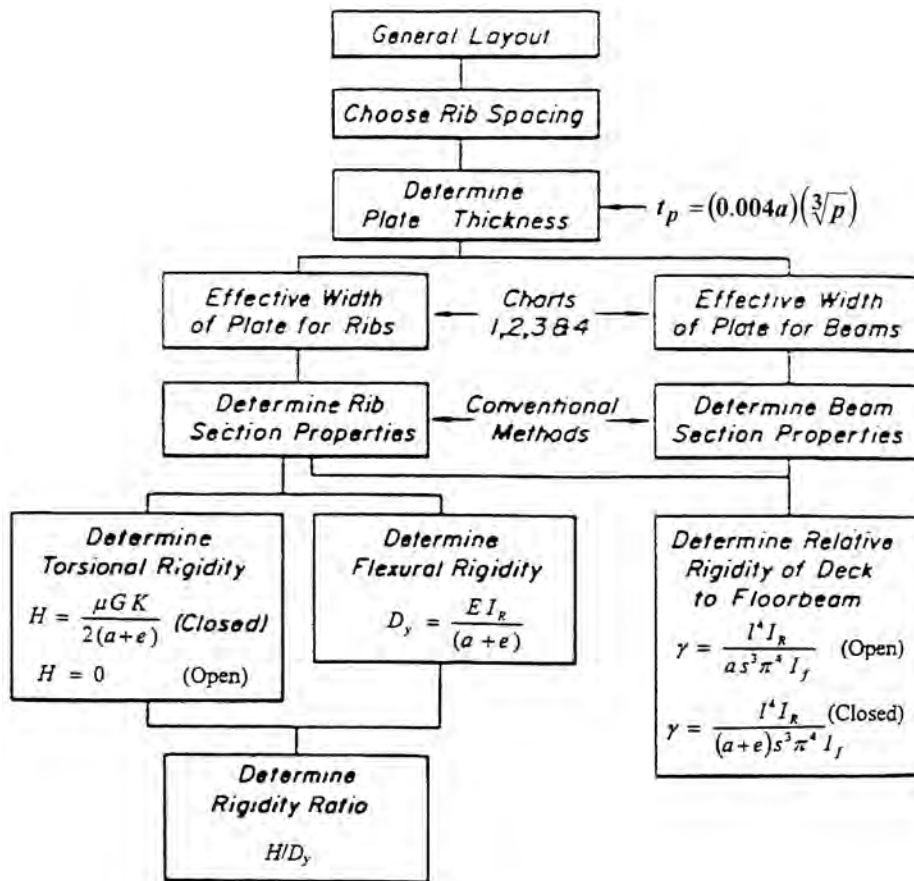 General Layout
Choose Rib Spacing
Determine
Plate Thickness
t_p = (0.004a)(∛p)
Effective Width
of Plate for Ribs
Charts
1,2,3&4
Effective Width
of Plate for Beams
Determine Rib
Section Properties
Conventional
Methods
Determine Beam
Section Properties
Determine
Torsional Rigidity
H = μGK / 2(a+e) (Closed)
H = 0 (Open)
Determine
Flexural Rigidity
D_y = EI_R / (a+e)
Determine Relative
Rigidity of Deck
to Floorbeam
γ = l⁴I_R / as³π⁴I_f (Open)
γ = l⁴I_R / (a+e)s³π⁴I_f (Closed)
Determine
Rigidity Ratio
H/D_y